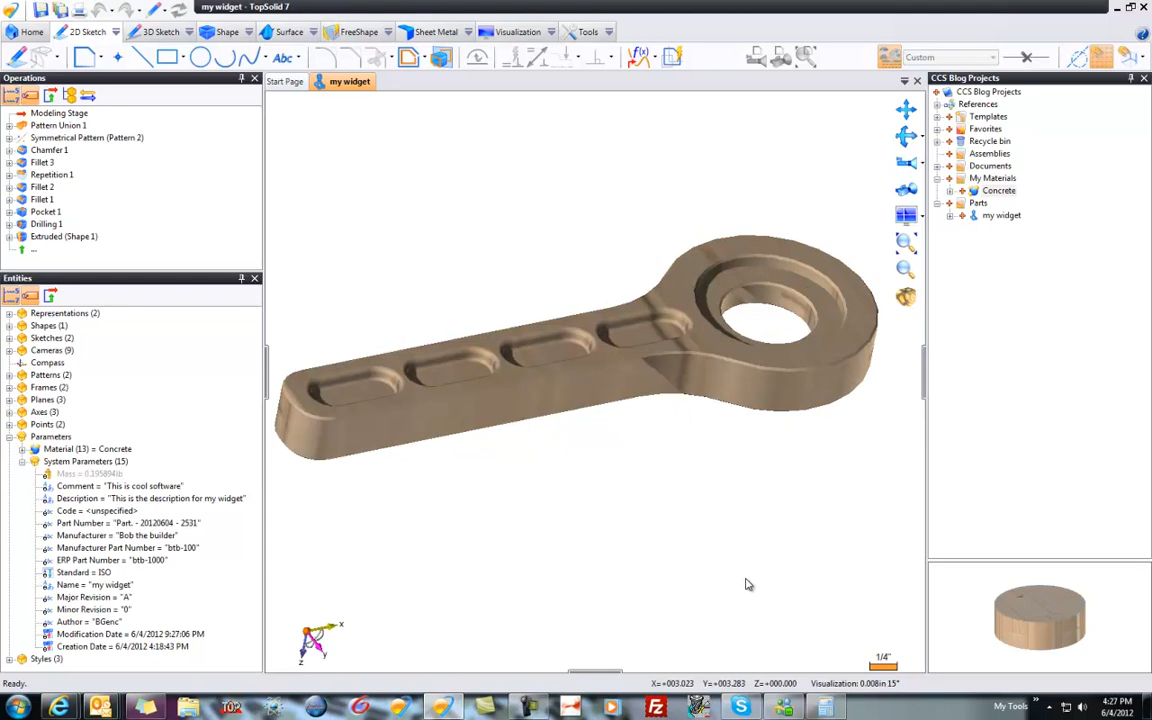 my widget - TopSolid 7
Home
2D Sketch
3D Sketch
Shape
Surface
FreeShape
Sheet Metal
Visualization
Tools
Abc
Custom
Operations
Start Page
my widget
CCS Blog Projects
Modeling Stage
Pattern Union 1
Symmetrical Pattern (Pattern 2)
Chamfer 1
Fillet 3
Repetition 1
Fillet 2
Fillet 1
Pocket 1
Drilling 1
Extruded (Shape 1)
...
Entities
Representations (2)
Shapes (1)
Sketches (2)
Cameras (9)
Compass
Patterns (2)
Frames (2)
Planes (3)
Axes (3)
Points (2)
Parameters
Material (13) = Concrete
System Parameters (15)
Mass = 0.195894lb
Comment = "This is cool software"
Description = "This is the description for my widget"
Code = <unspecified>
Part Number = "Part. - 20120604 - 2531"
Manufacturer = "Bob the builder"
Manufacturer Part Number = "btb-100"
ERP Part Number = "btb-1000"
Standard = ISO
Name = "my widget"
Major Revision = "A"
Minor Revision = "0"
Author = "BGenc"
Modification Date = 6/4/2012 9:27:06 PM
Creation Date = 6/4/2012 4:18:43 PM
Styles (3)
x
y
z
1/4"
CCS Blog Projects
References
Templates
Favorites
Recycle bin
Assemblies
Documents
My Materials
Concrete
Parts
my widget
Ready.
X=+003.023 Y=+003.283 Z=+000.000 Visualization: 0.008in 15°
My Tools
4:27 PM
6/4/2012